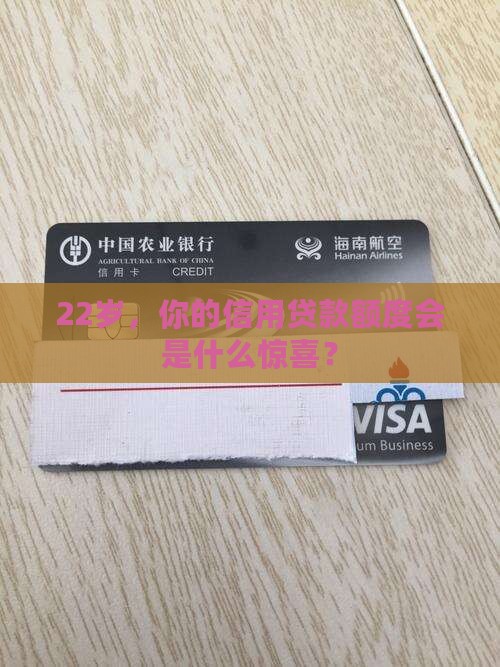 中国农业银行
AGRICULTURAL BANK OF CHINA
信用卡 CREDIT
海南航空
Hainan Airlines
22岁，你的信用贷款额度会
是什么惊喜？
VISA
um Business